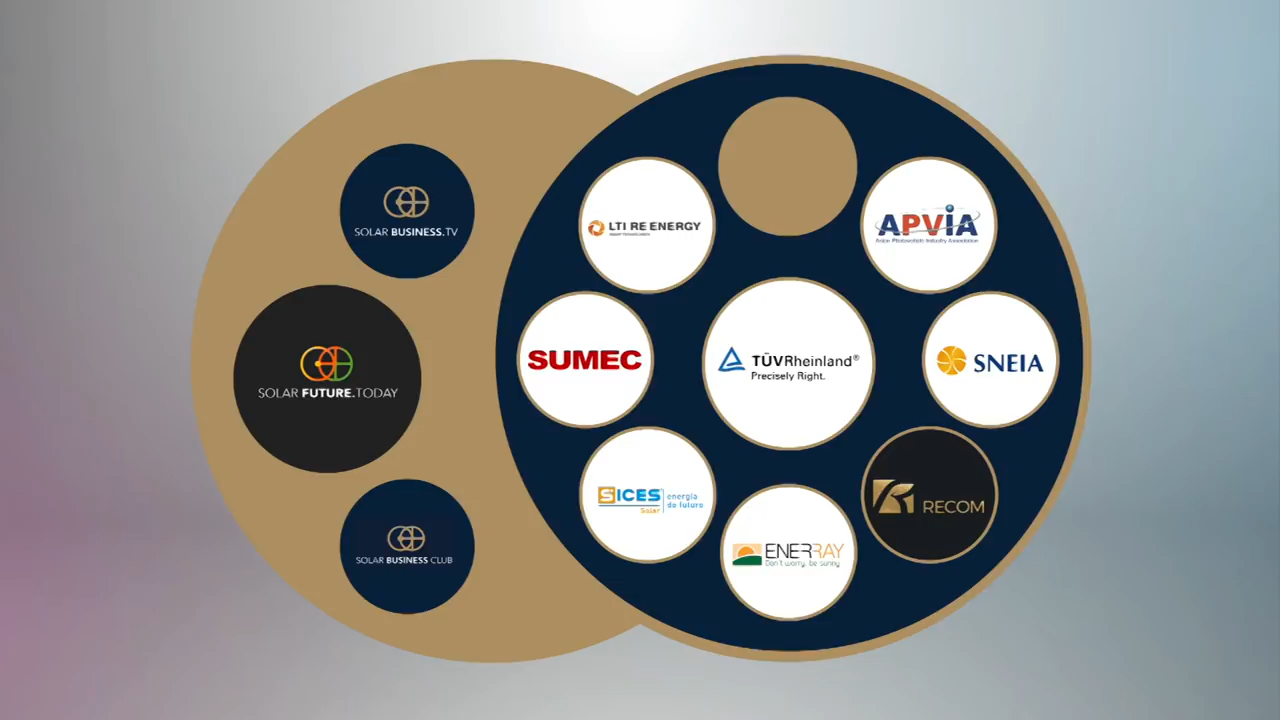 SOLAR BUSINESS.TV
SOLAR FUTURE.TODAY
SOLAR BUSINESS CLUB
LTI RE ENERGY
APVIA
Asian Photovoltaic Industry Association
SUMEC
TÜVRheinland®
Precisely Right.
SNEIA
SICES
Solar
energia
do futuro
RECOM
ENERRAY
Don't worry, be sunny